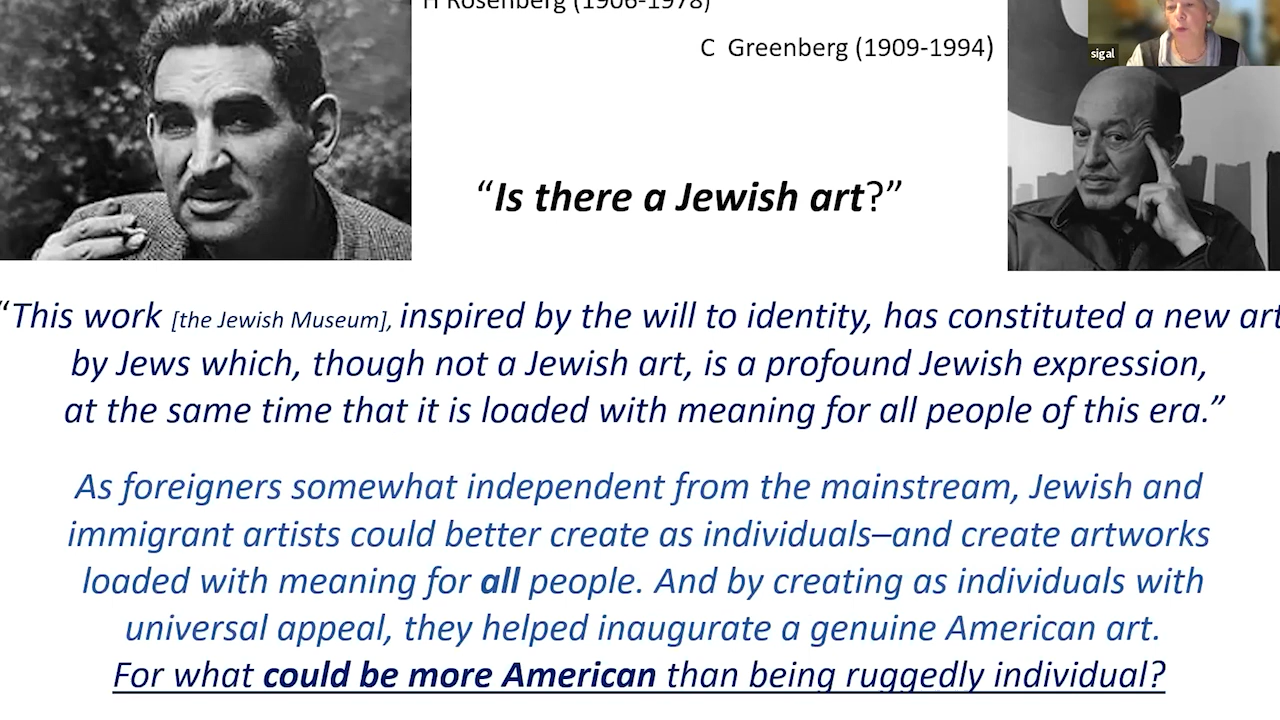 H Rosenberg (1906-1978)
C Greenberg (1909-1994)
sigal
“Is there a Jewish art?”
“This work [the Jewish Museum], inspired by the will to identity, has constituted a new art
by Jews which, though not a Jewish art, is a profound Jewish expression,
at the same time that it is loaded with meaning for all people of this era.”
As foreigners somewhat independent from the mainstream, Jewish and
immigrant artists could better create as individuals–and create artworks
loaded with meaning for all people. And by creating as individuals with
universal appeal, they helped inaugurate a genuine American art.
For what could be more American than being ruggedly individual?